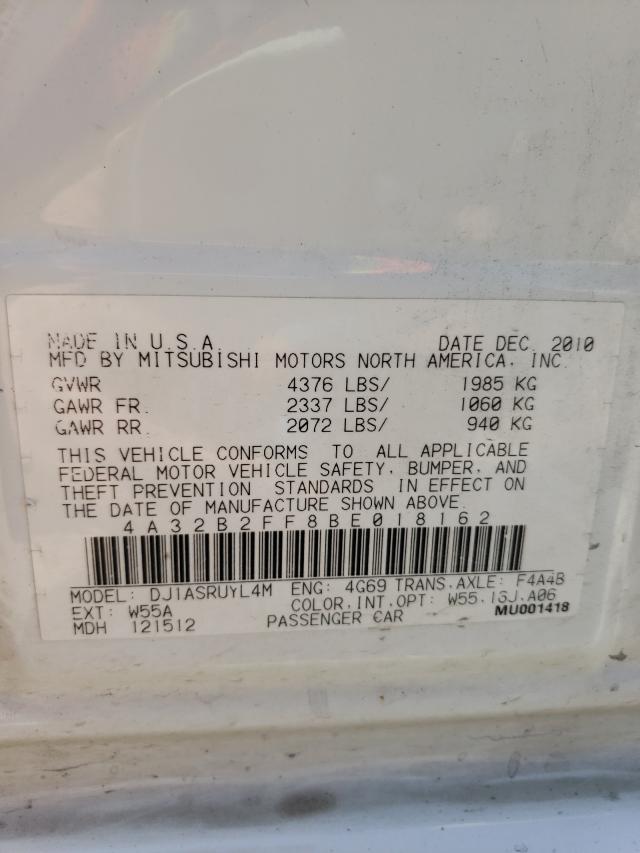 MADE IN U.S.A. DATE DEC. 2010
MFD BY MITSUBISHI MOTORS NORTH AMERICA, INC.
GVWR 4376 LBS/ 1985 KG
GAWR FR. 2337 LBS/ 1060 KG
GAWR RR. 2072 LBS/ 940 KG
THIS VEHICLE CONFORMS TO ALL APPLICABLE
FEDERAL MOTOR VEHICLE SAFETY, BUMPER, AND
THEFT PREVENTION STANDARDS IN EFFECT ON
THE DATE OF MANUFACTURE SHOWN ABOVE.
4A32B2FF8BE018162
MODEL: DJ1ASRUYL4M ENG: 4G69 TRANS.AXLE: F4A4B
EXT: W55A COLOR.INT.OPT: W55.13J.A06
MDH 121512 PASSENGER CAR MU001418